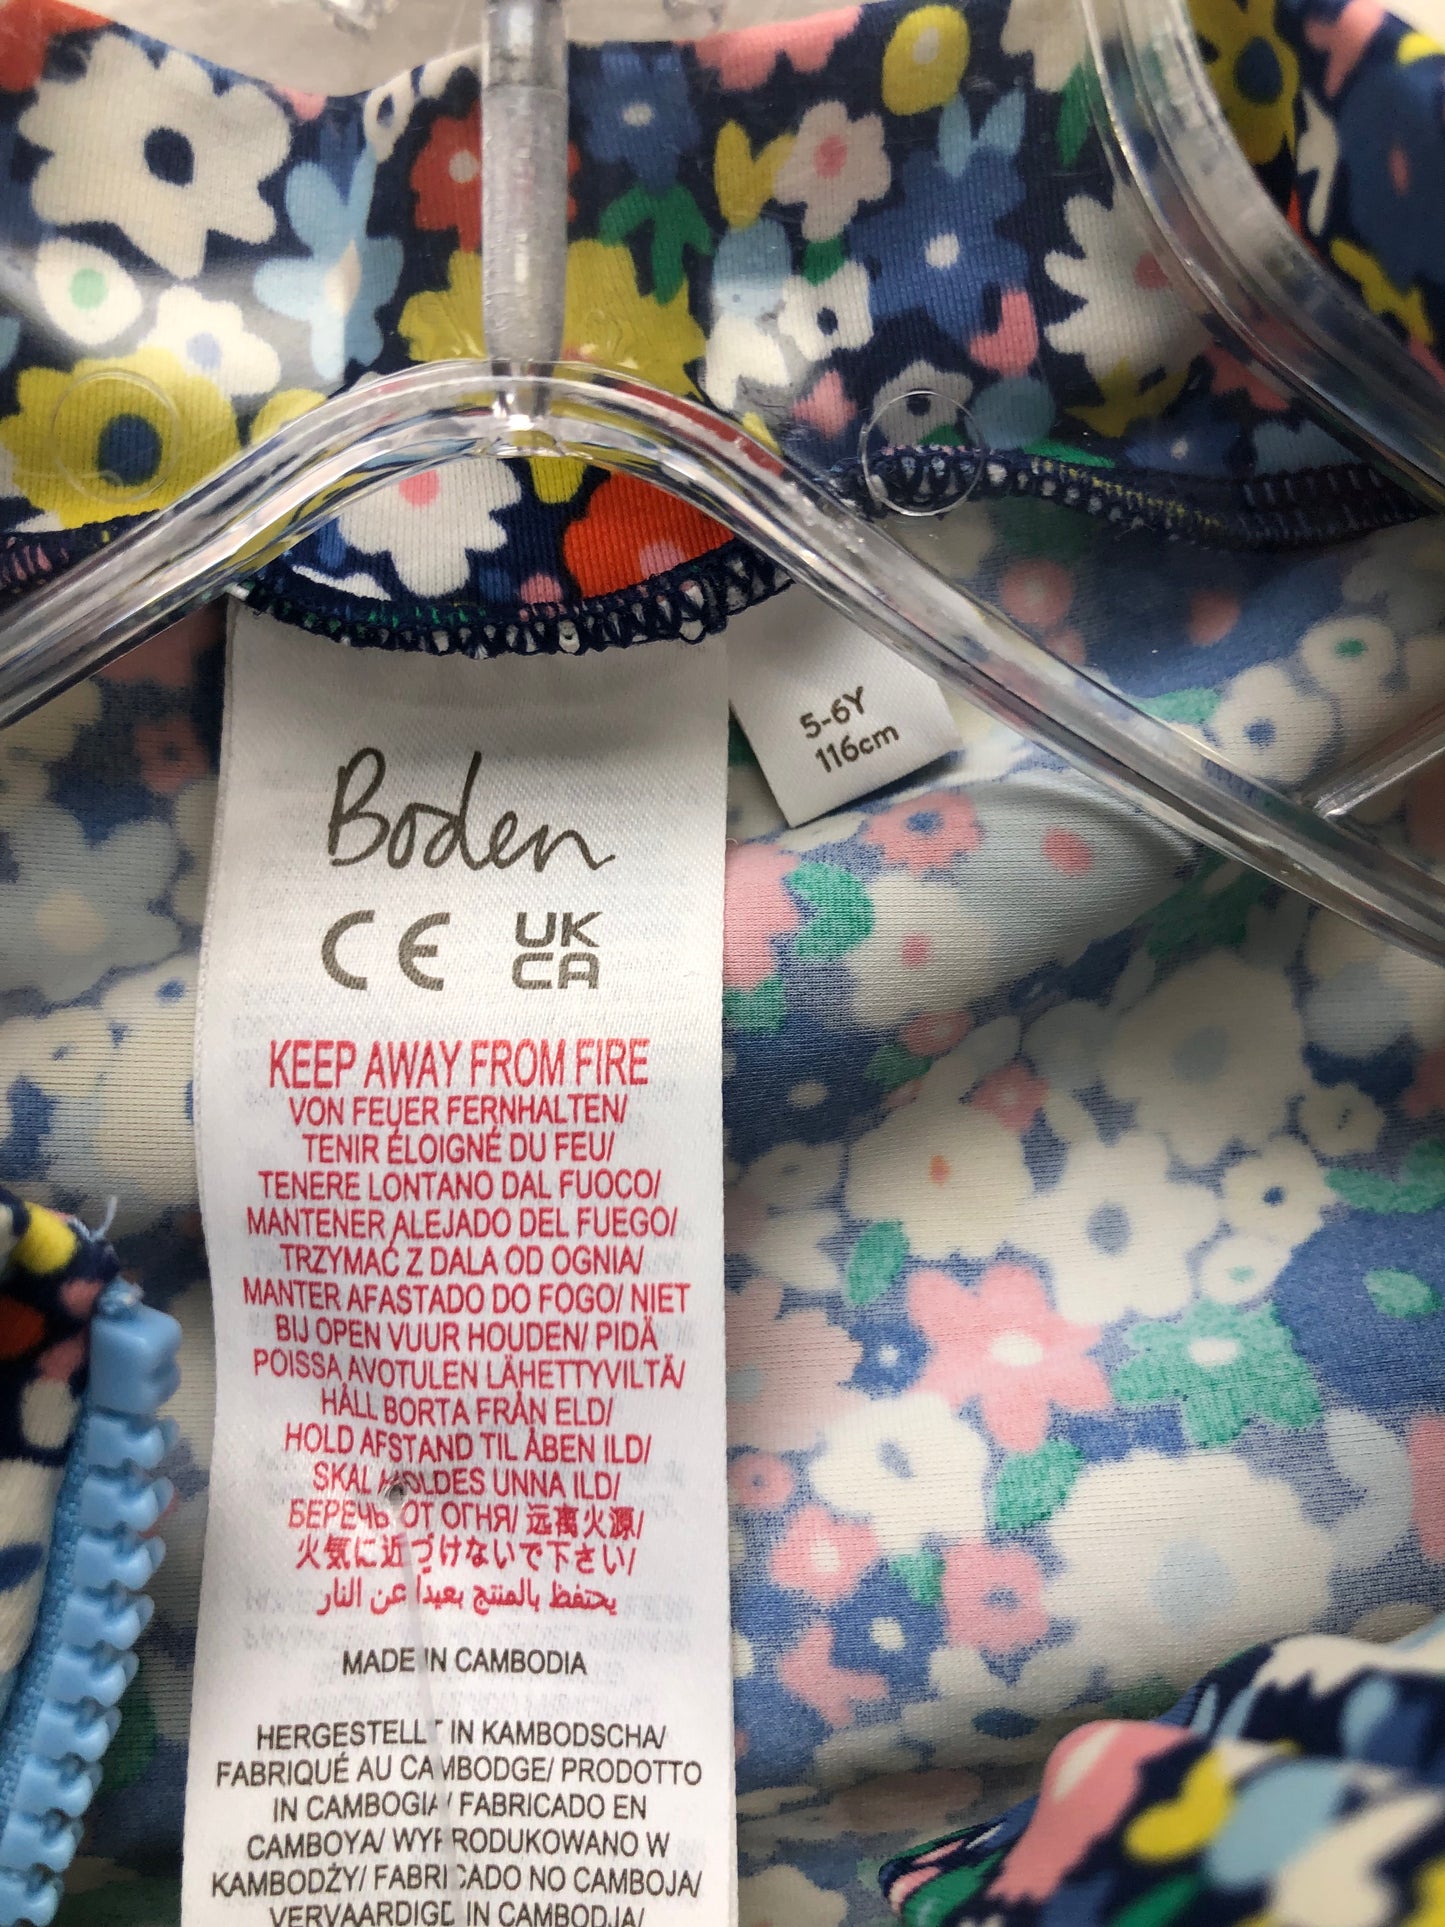 5-6Y
116cm
Boden
CE UK
CA
KEEP AWAY FROM FIRE
VON FEUER FERNHALTEN/
TENIR ÉLOIGNÉ DU FEU/
TENERE LONTANO DAL FUOCO/
MANTENER ALEJADO DEL FUEGO/
TRZYMAĆ Z DALA OD OGNIA/
MANTER AFASTADO DO FOGO/ NIET
BIJ OPEN VUUR HOUDEN/ PIDÄ
POISSA AVOTULEN LÄHETTYVILTÄ/
HÅLL BORTA FRÅN ELD/
HOLD AFSTAND TIL ÅBEN ILD/
SKAL HOLDES UNNA ILD/
БЕРЕЧЬ ОТ ОГНЯ/ 远离火源/
火気に近づけないで下さい/
يحتفظ بالمنتج بعيداً عن النار
MADE IN CAMBODIA
HERGESTELLT IN KAMBODSCHA/
FABRIQUÉ AU CAMBODGE/ PRODOTTO
IN CAMBOGIA/ FABRICADO EN
CAMBOYA/ WYPRODUKOWANO W
KAMBODŻY/ FABRICADO NO CAMBOJA/
VERVAARDIGD IN CAMBODJA/